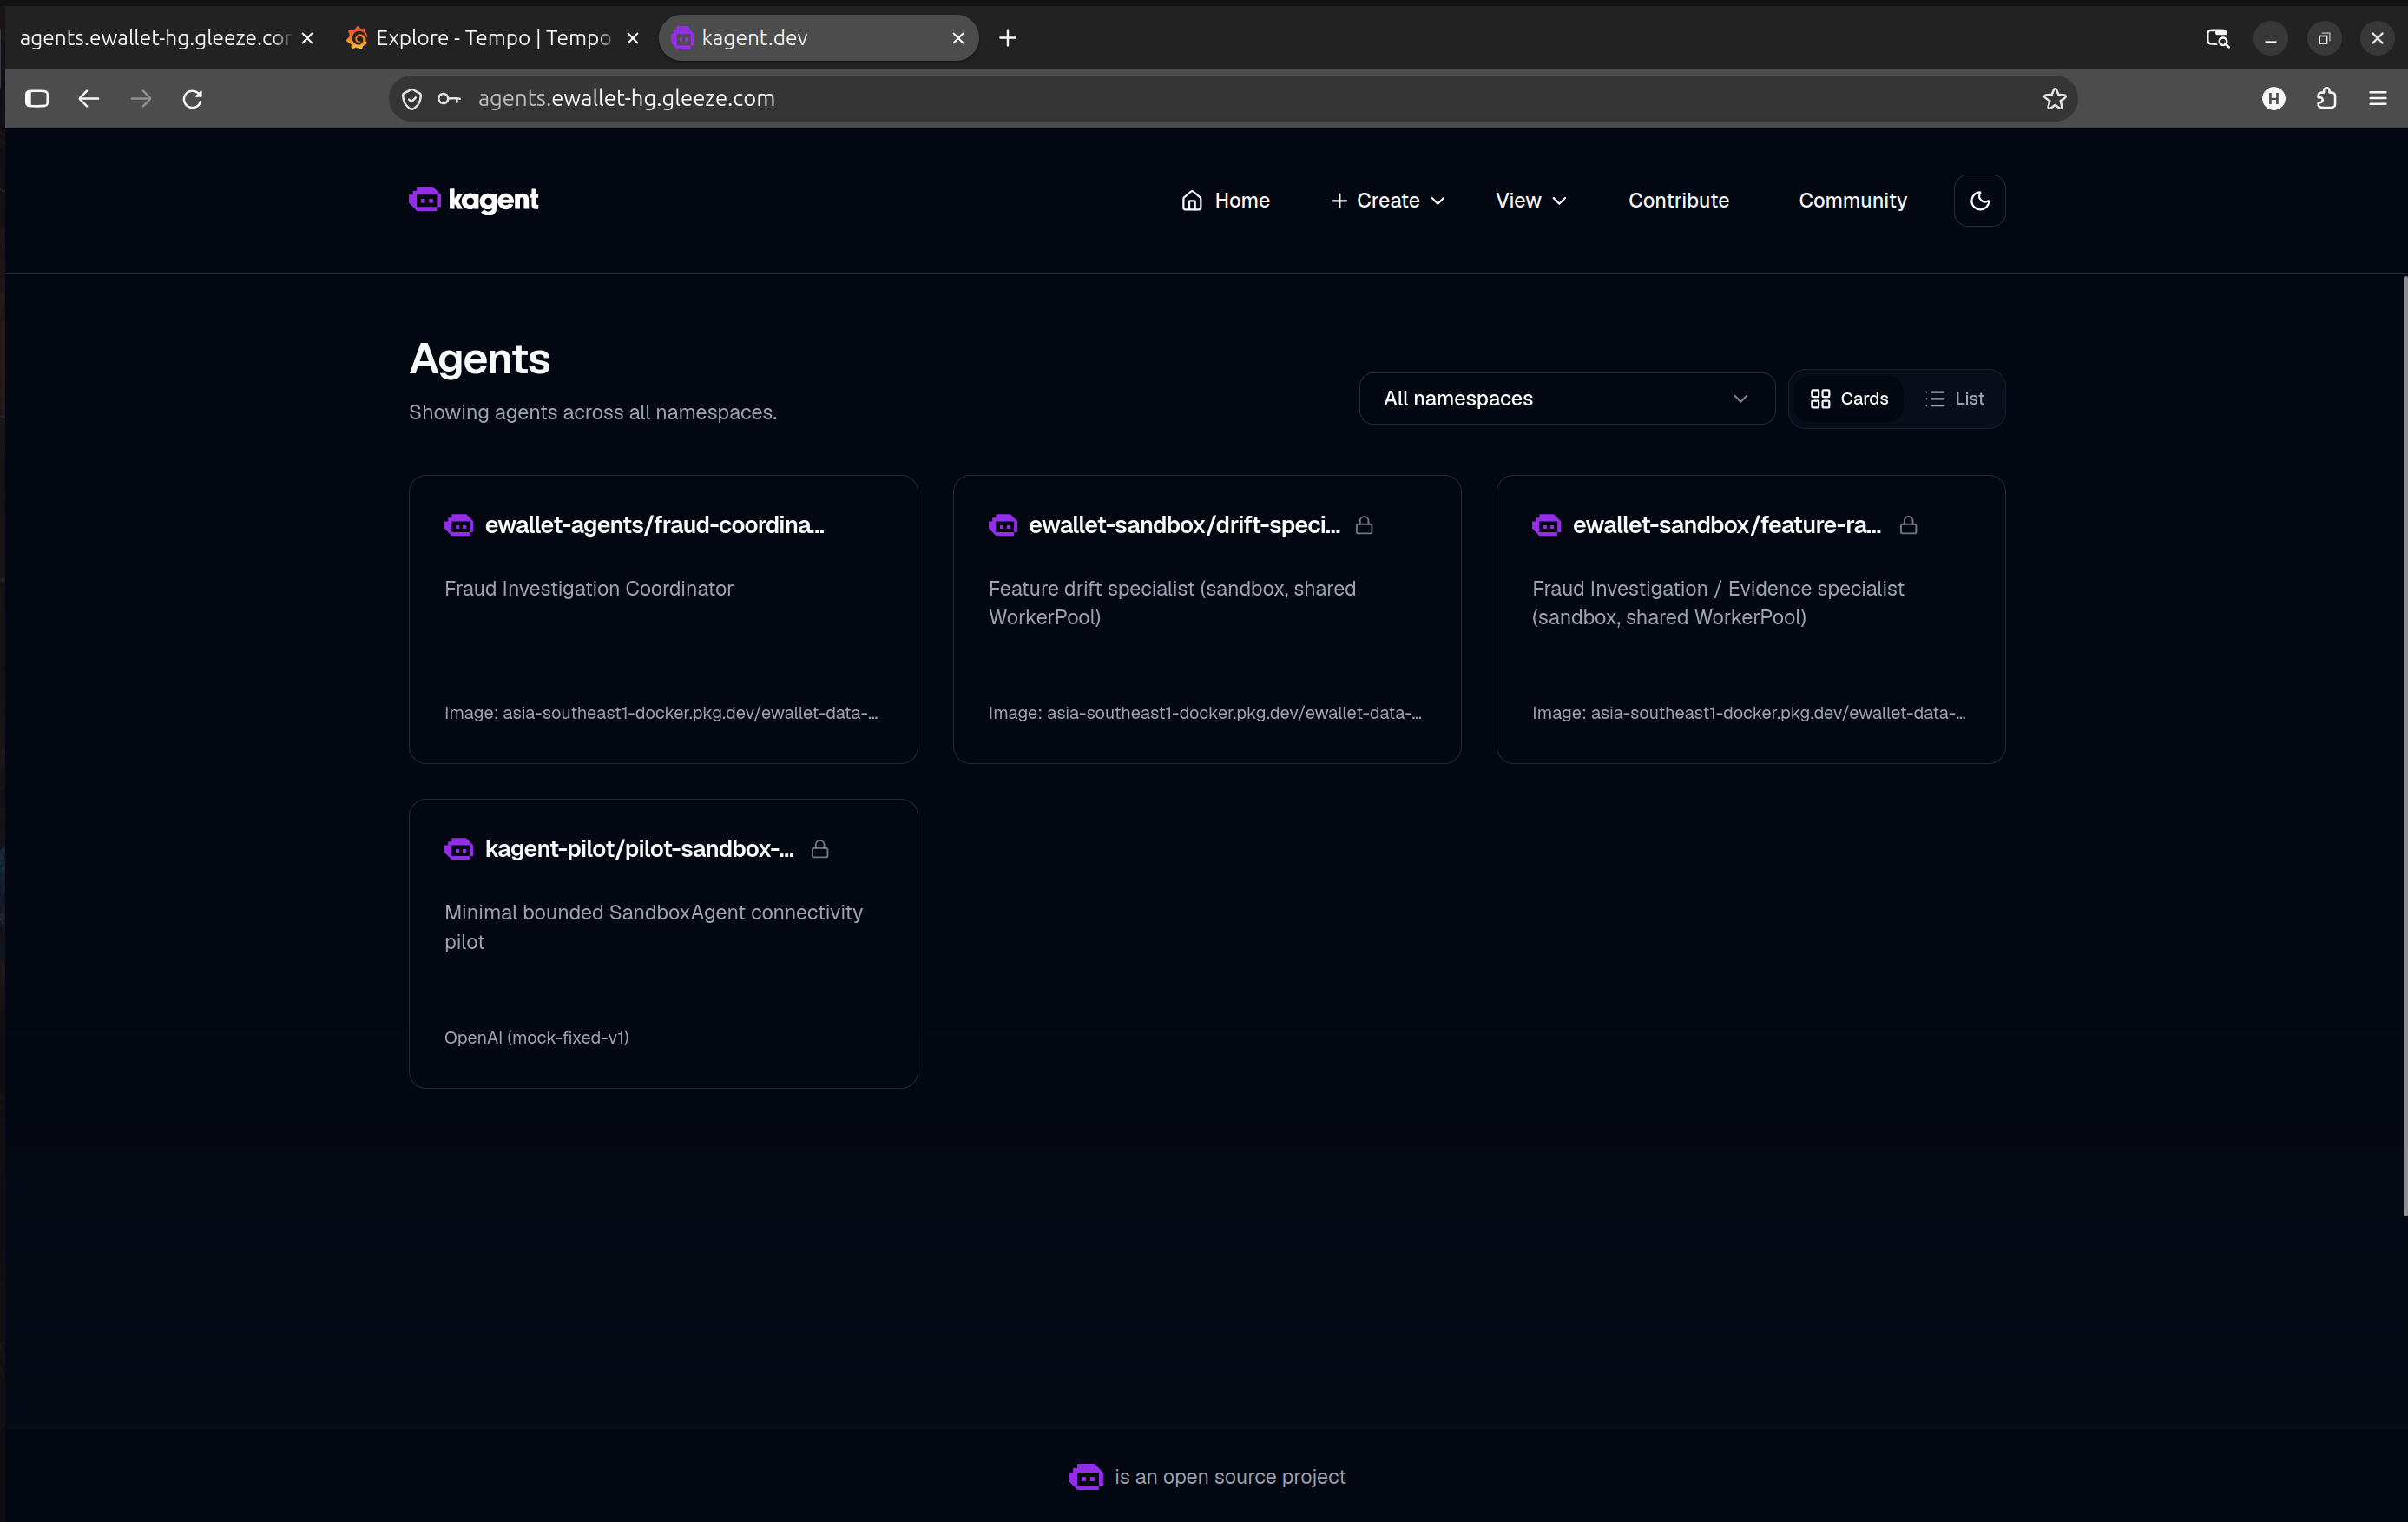 agents.ewallet-hg.gleeze.cor
Explore - Tempo | Tempo
kagent.dev
agents.ewallet-hg.gleeze.com
H
kagent
Home
Create
View
Contribute
Community
Agents
Showing agents across all namespaces.
All namespaces
Cards
List
ewallet-agents/fraud-coordina...
Fraud Investigation Coordinator
Image: asia-southeast1-docker.pkg.dev/ewallet-data-...
ewallet-sandbox/drift-speci...
Feature drift specialist (sandbox, shared
WorkerPool)
Image: asia-southeast1-docker.pkg.dev/ewallet-data-...
ewallet-sandbox/feature-ra...
Fraud Investigation / Evidence specialist
(sandbox, shared WorkerPool)
Image: asia-southeast1-docker.pkg.dev/ewallet-data-...
kagent-pilot/pilot-sandbox-...
Minimal bounded SandboxAgent connectivity
pilot
OpenAI (mock-fixed-v1)
is an open source project